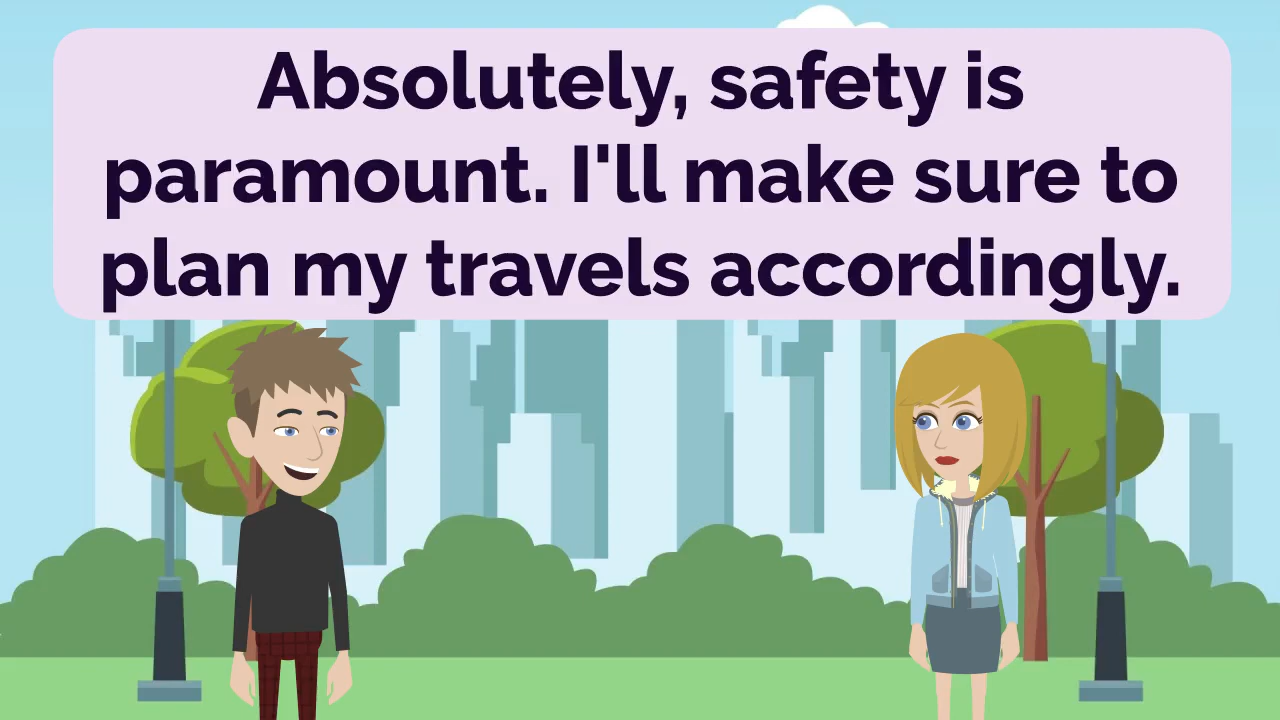 Absolutely, safety is
paramount. I'll make sure to
plan my travels accordingly.